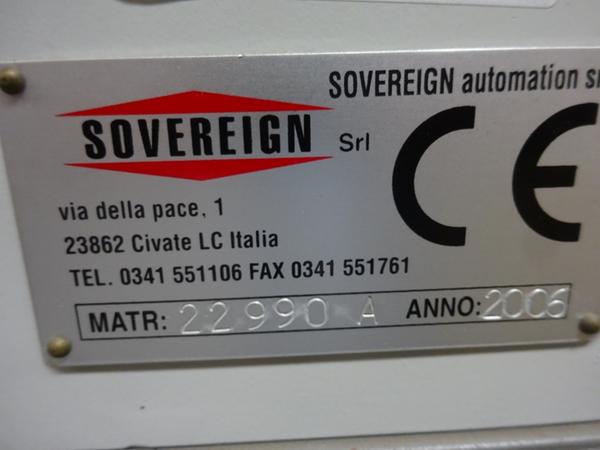 SOVEREIGN automation
SOVEREIGN Srl
CE
via della pace, 1
23862 Civate LC Italia
TEL. 0341 551106 FAX 0341 551761
MATR: 22990 A ANNO: 2006